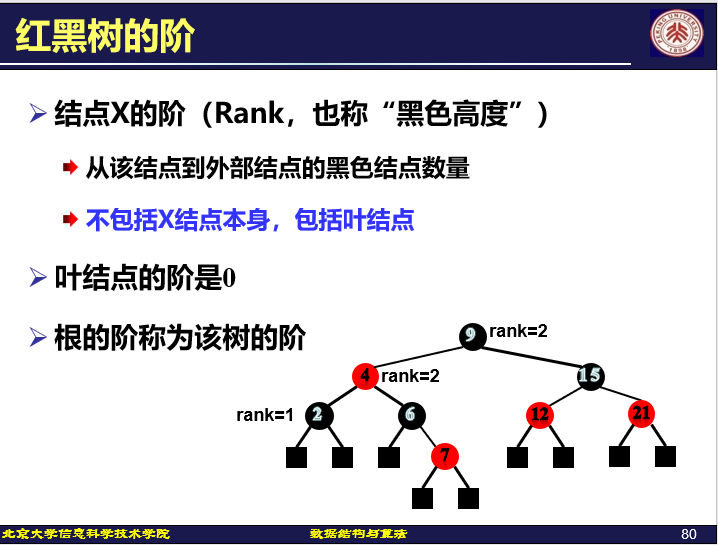 红黑树的阶
结点X的阶（Rank，也称“黑色高度”）
从该结点到外部结点的黑色结点数量
不包括X结点本身，包括叶结点
叶结点的阶是0
根的阶称为该树的阶
9 rank=2
4 rank=2 15
rank=1 2 6 12 21
7
北京大学信息科学技术学院 数据结构与算法 80